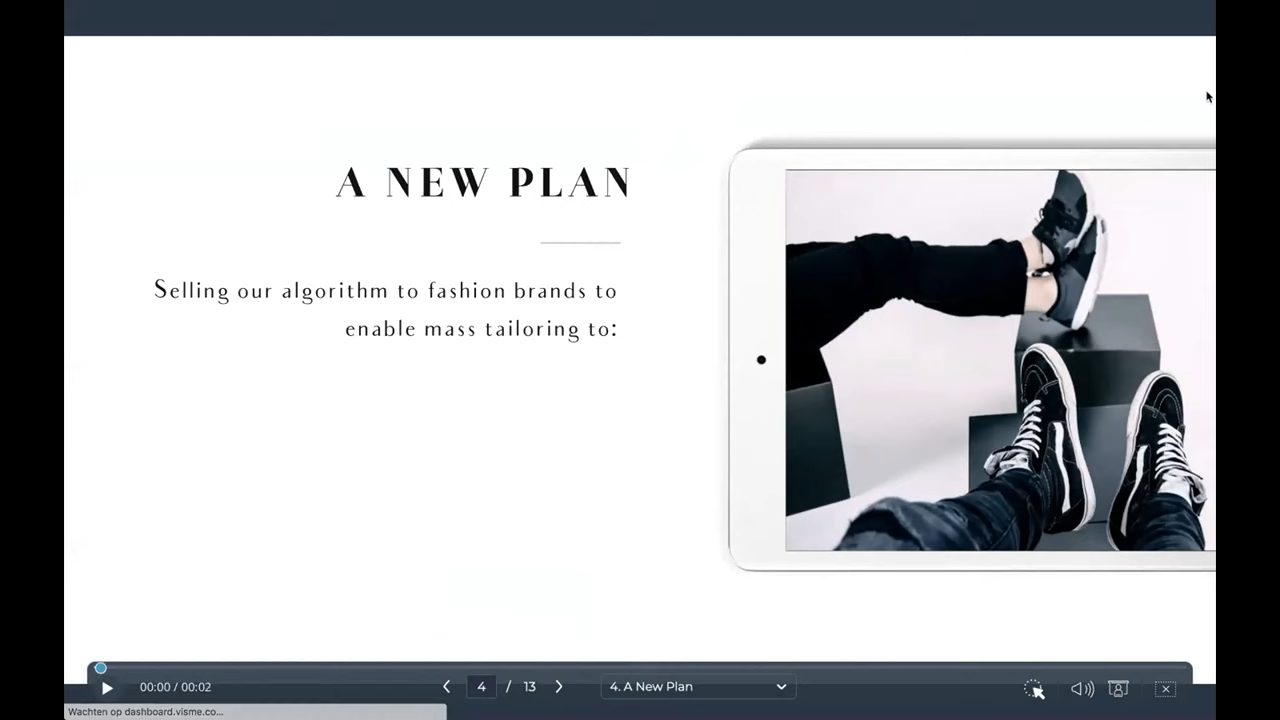 A NEW PLAN
Selling our algorithm to fashion brands to
enable mass tailoring to:
00:00 / 00:02
4 / 13
4. A New Plan
Wachten op dashboard.visme.co...